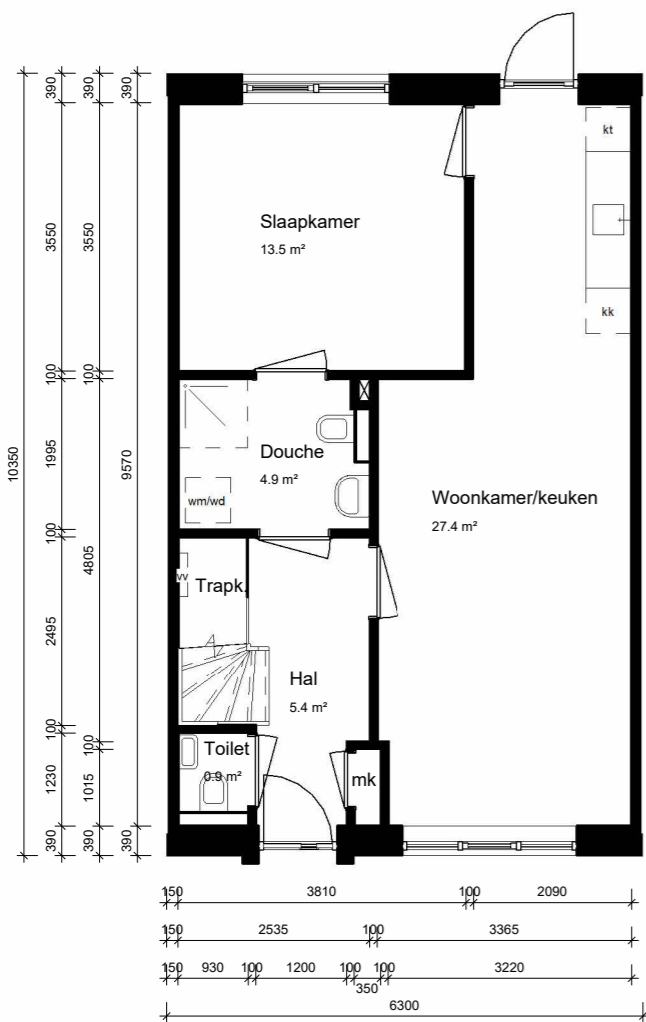 kt
kk
Slaapkamer
13.5 m²
Douche
4.9 m²
wm/wd
Woonkamer/keuken
27.4 m²
vv
Trapk.
Hal
5.4 m²
Toilet
0.9 m²
mk
10350
390
3550
100
1995
100
2495
100
1230
390
390
3550
100
4805
100
1015
390
390
9570
390
150 3810 100 2090
150 2535 100 3365
150 930 100 1200 100 350 100 3220
6300